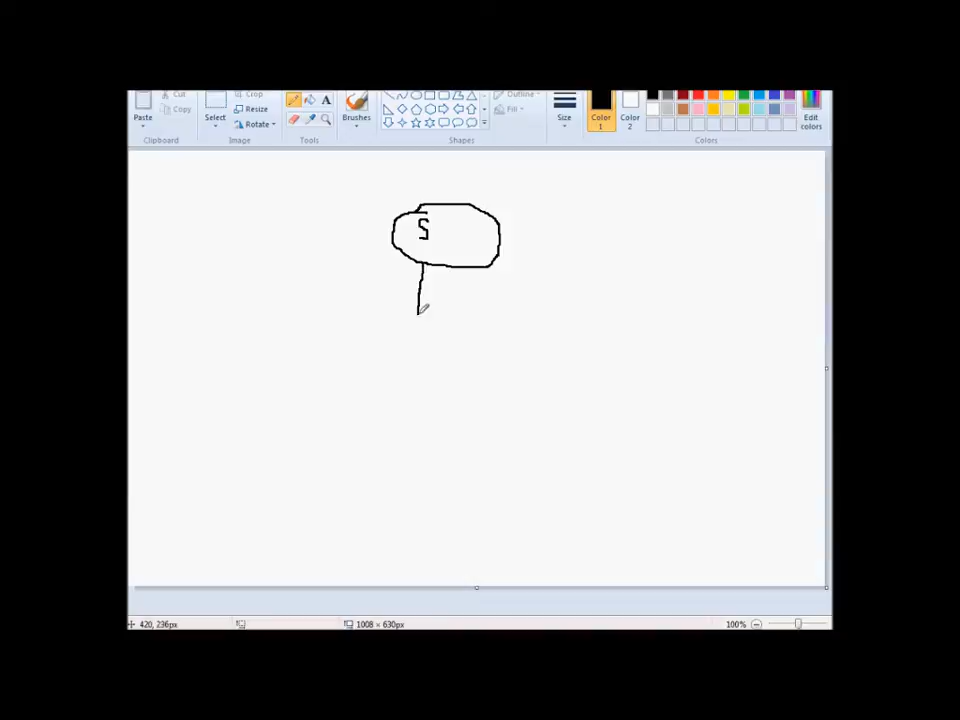 Cut
Copy
Paste
Clipboard
Crop
Resize
Rotate
Select
Image
A
Tools
Brushes
Outline
Fill
Shapes
Size
Color 1
Color 2
Edit colors
Colors
420, 236px
1008 × 630px
100%